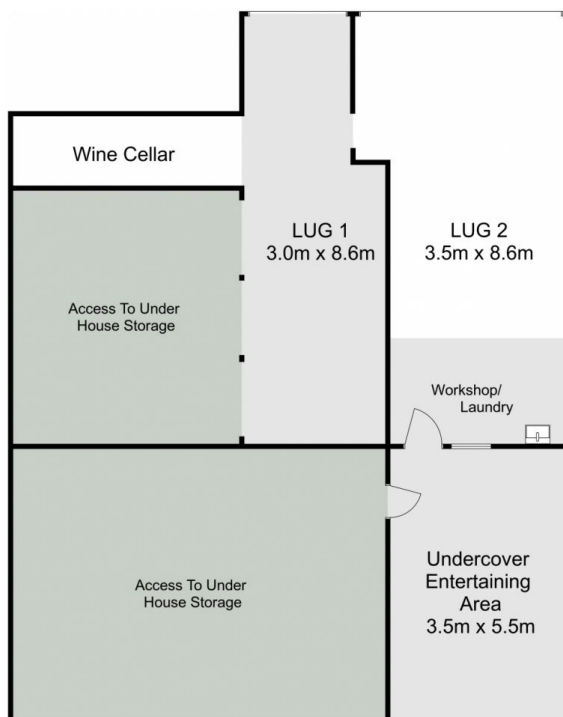 Wine Cellar
LUG 1
3.0m x 8.6m
LUG 2
3.5m x 8.6m
Access To Under
House Storage
Workshop/
Laundry
Undercover
Entertaining
Area
3.5m x 5.5m
Access To Under
House Storage